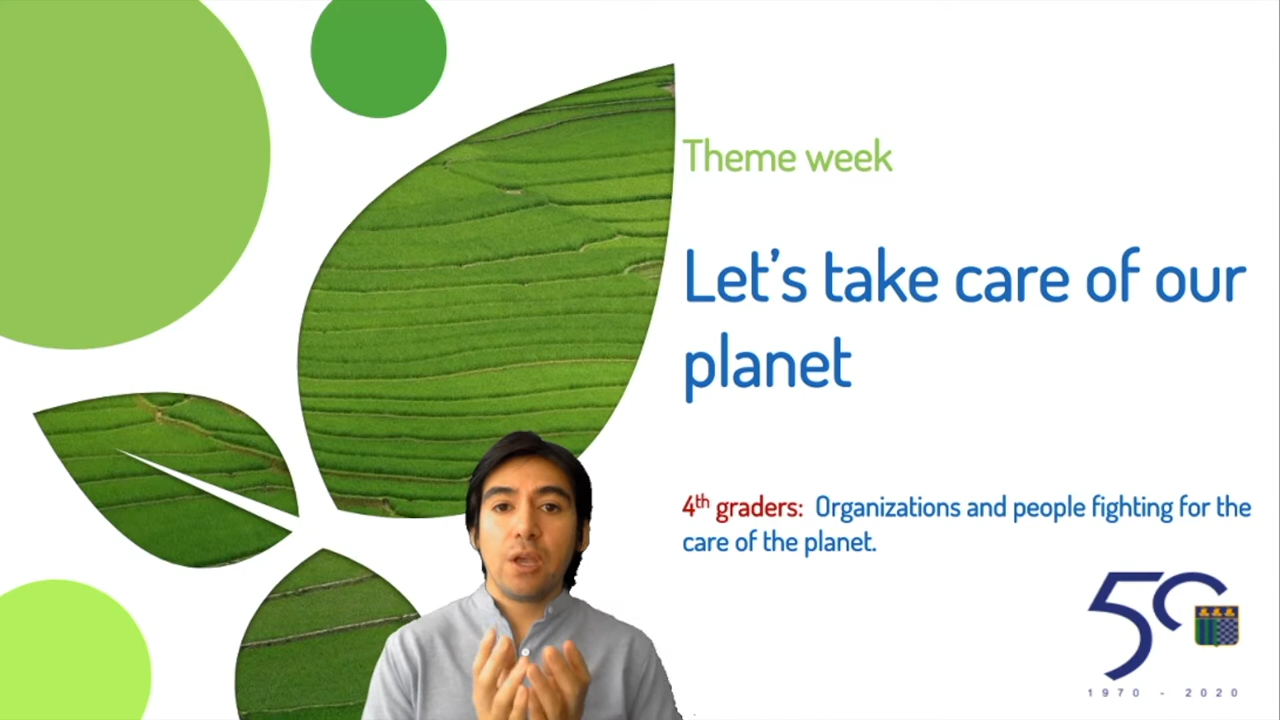 Theme week
Let's take care of our
planet
4th graders: Organizations and people fighting for the
care of the planet.
50
1970 - 2020